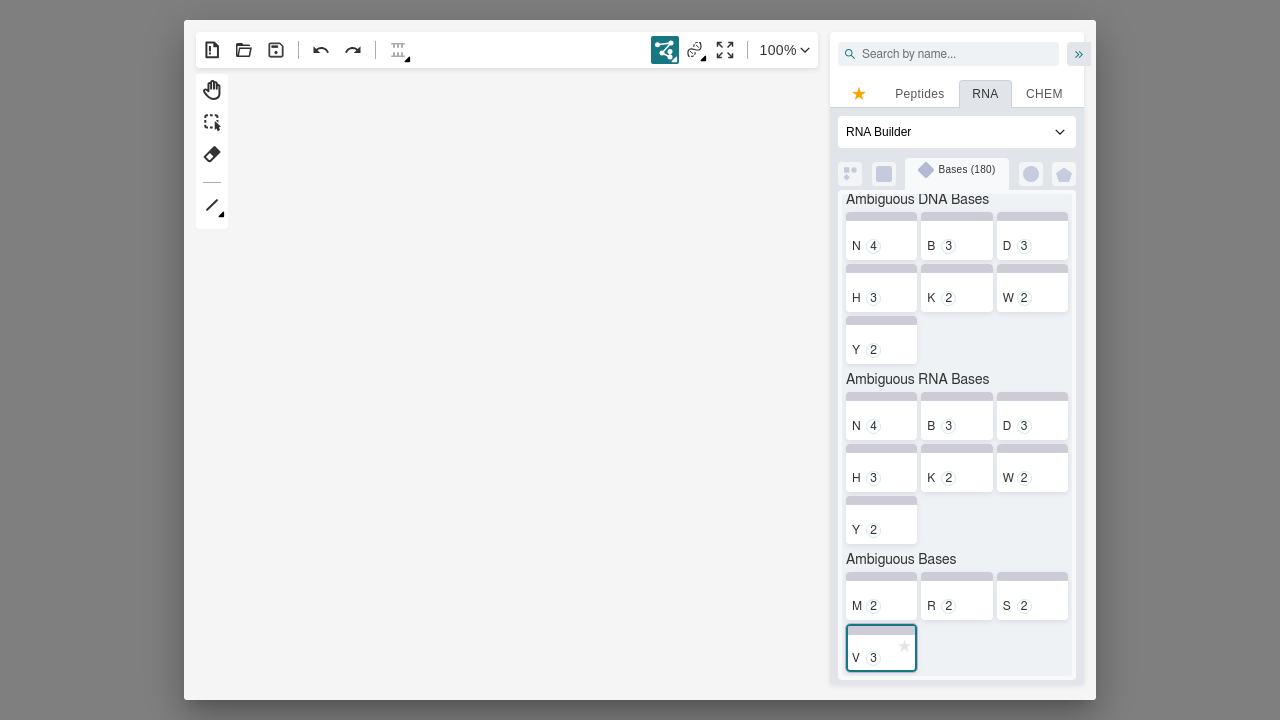 100%
Search by name...
Peptides
RNA
CHEM
RNA Builder
Bases (180)
Ambiguous DNA Bases
N 4 B 3 D 3
H 3 K 2 W 2
Y 2
Ambiguous RNA Bases
N 4 B 3 D 3
H 3 K 2 W 2
Y 2
Ambiguous Bases
M 2 R 2 S 2
V 3